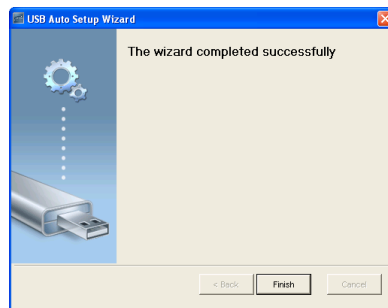 USB Auto Setup Wizard
The wizard completed successfully
< Back
Finish
Cancel